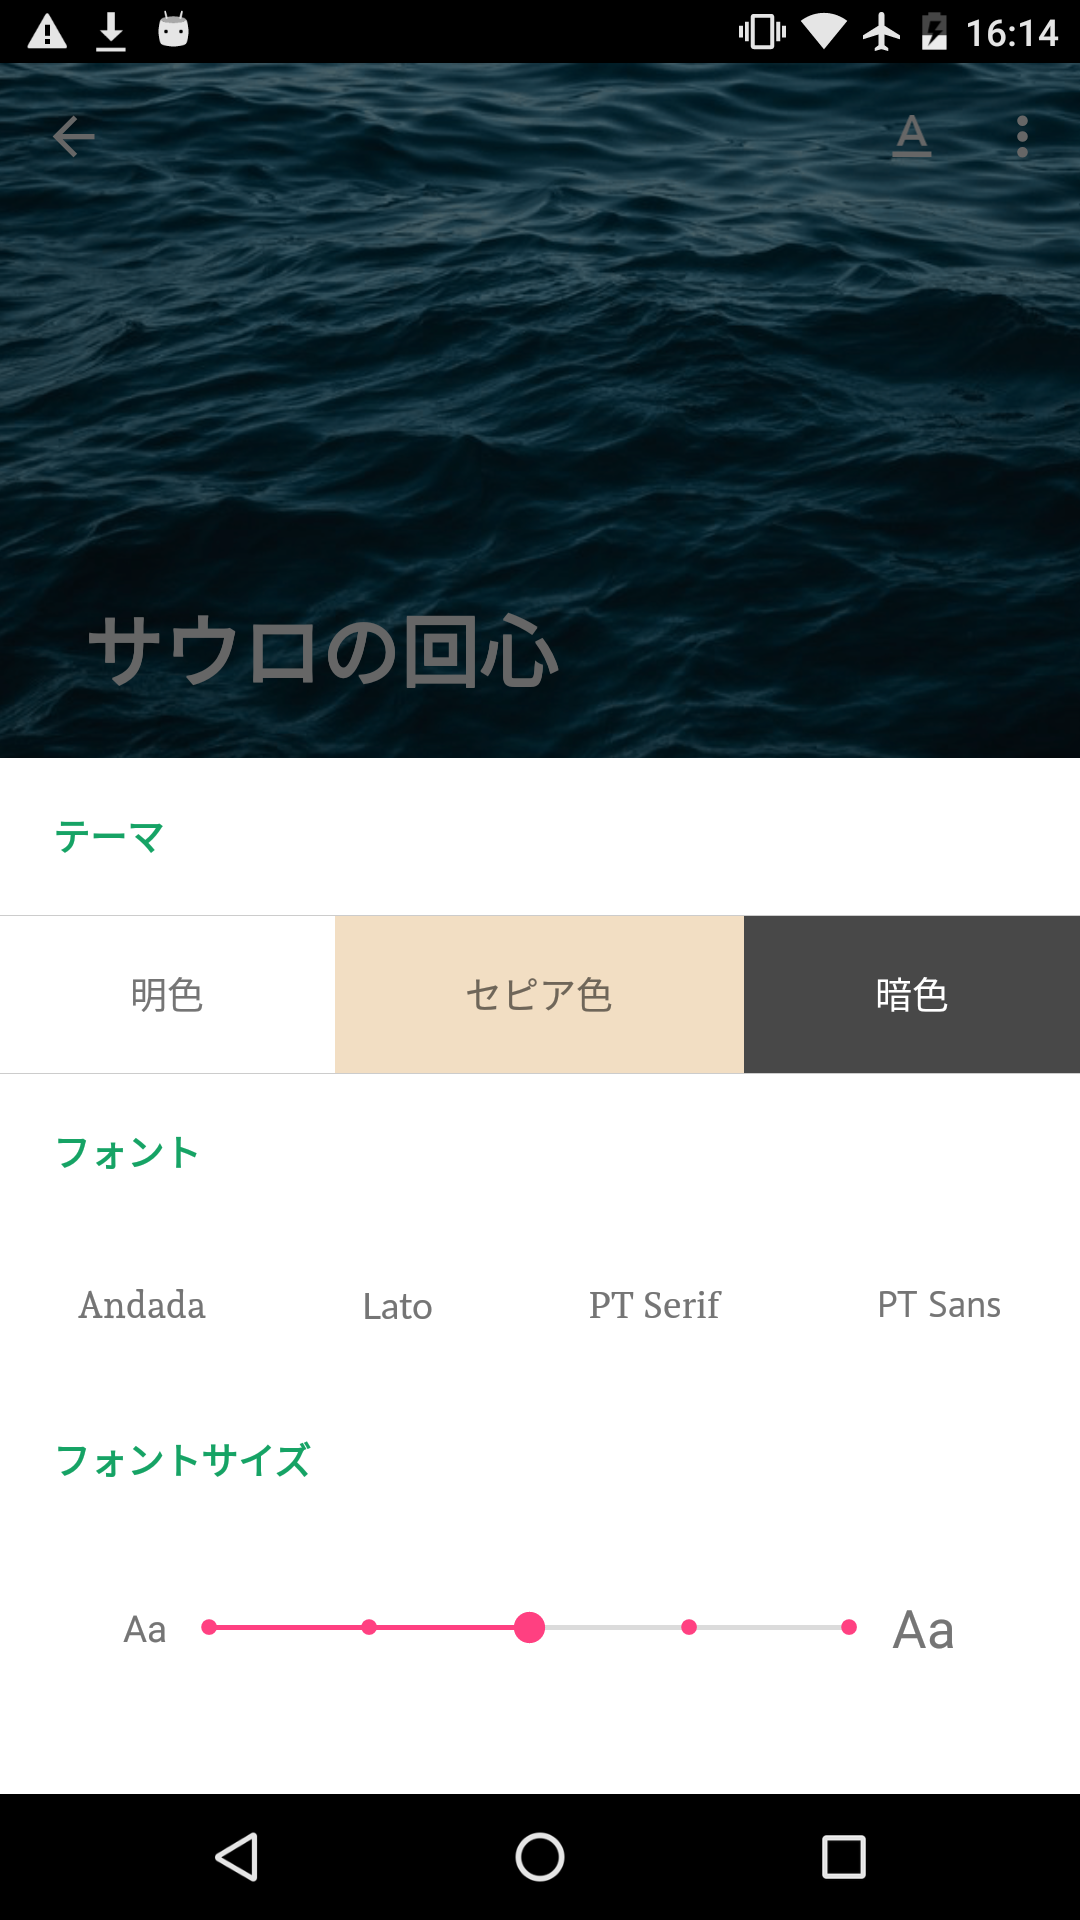 16:14
A
サウロの回心
テーマ
明色 セピア色 暗色
フォント
Andada Lato PT Serif PT Sans
フォントサイズ
Aa Aa